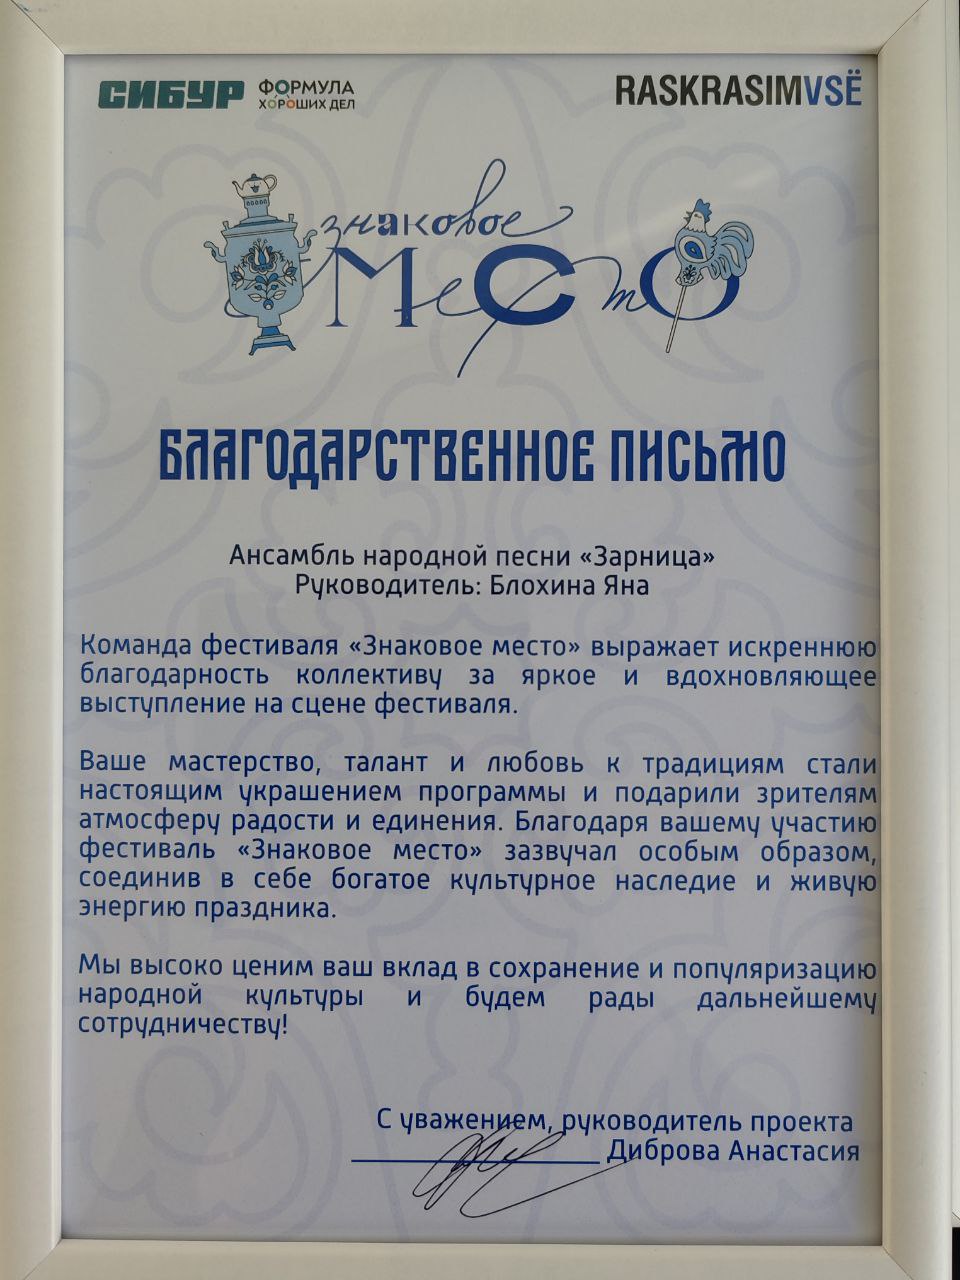 СИБУР ФОРМУЛА ХОРОШИХ ДЕЛ
RASKRASIMVSЁ
знаковое
место
БЛАГОДАРСТВЕННОЕ ПИСЬМО
Ансамбль народной песни «Зарница»
Руководитель: Блохина Яна
Команда фестиваля «Знаковое место» выражает искреннюю
благодарность коллективу за яркое и вдохновляющее
выступление на сцене фестиваля.
Ваше мастерство, талант и любовь к традициям стали
настоящим украшением программы и подарили зрителям
атмосферу радости и единения. Благодаря вашему участию
фестиваль «Знаковое место» зазвучал особым образом,
соединив в себе богатое культурное наследие и живую
энергию праздника.
Мы высоко ценим ваш вклад в сохранение и популяризацию
народной культуры и будем рады дальнейшему
сотрудничеству!
С уважением, руководитель проекта
Диброва Анастасия